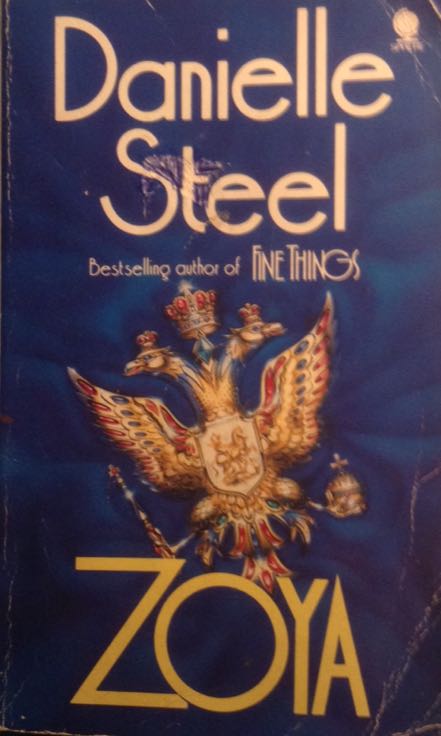 Danielle
Steel
Bestselling author of FINE THINGS
ZOYA